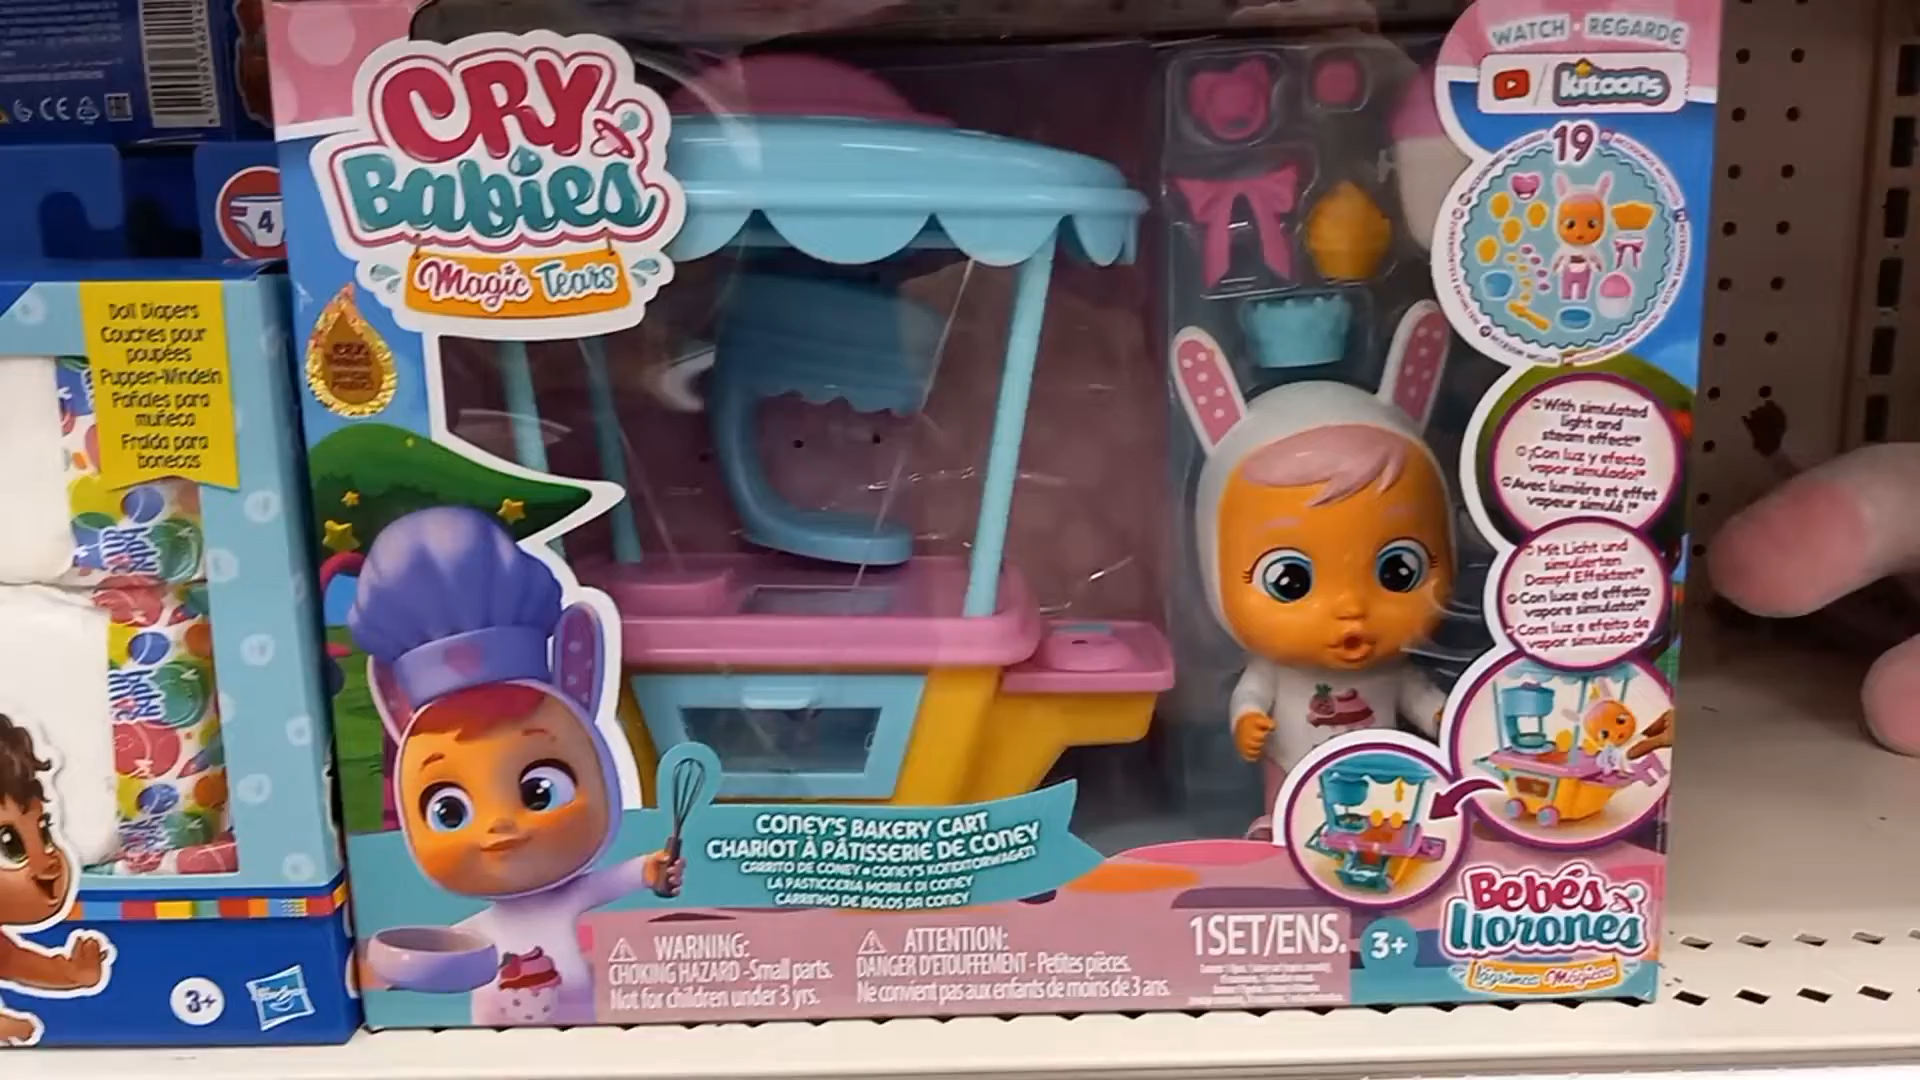 CRY
Babies
Magic Tears
WATCH · REGARDE
kitoons
19
4
Doll Diapers
Couches pour
poupées
Puppen-Windeln
Pañales para
muñeca
Fralda para
bonecas
With simulated
light and
steam effect!*
¡Con luz y efecto
vapor simulado!*
Avec lumière et effet
vapeur simulé !*
Mit Licht und
simulierten
Dampf Effekten!*
Con luce ed effetto
vapore simulato!*
Com luz e efeito de
vapor simulado!*
CONEY'S BAKERY CART
CHARIOT À PÂTISSERIE DE CONEY
CARRITO DE CONEY • CONEY'S KONDITORWAGEN
LA PASTICCERIA MOBILE DI CONEY
CARRINHO DE BOLOS DA CONEY
WARNING:
CHOKING HAZARD - Small parts.
Not for children under 3 yrs.
ATTENTION:
DANGER D'ÉTOUFFEMENT - Petites pièces.
Ne convient pas aux enfants de moins de 3 ans.
1 SET/ENS.
3+
Bebés
llorones
Lágrimas Mágicas
3+
Hasbro